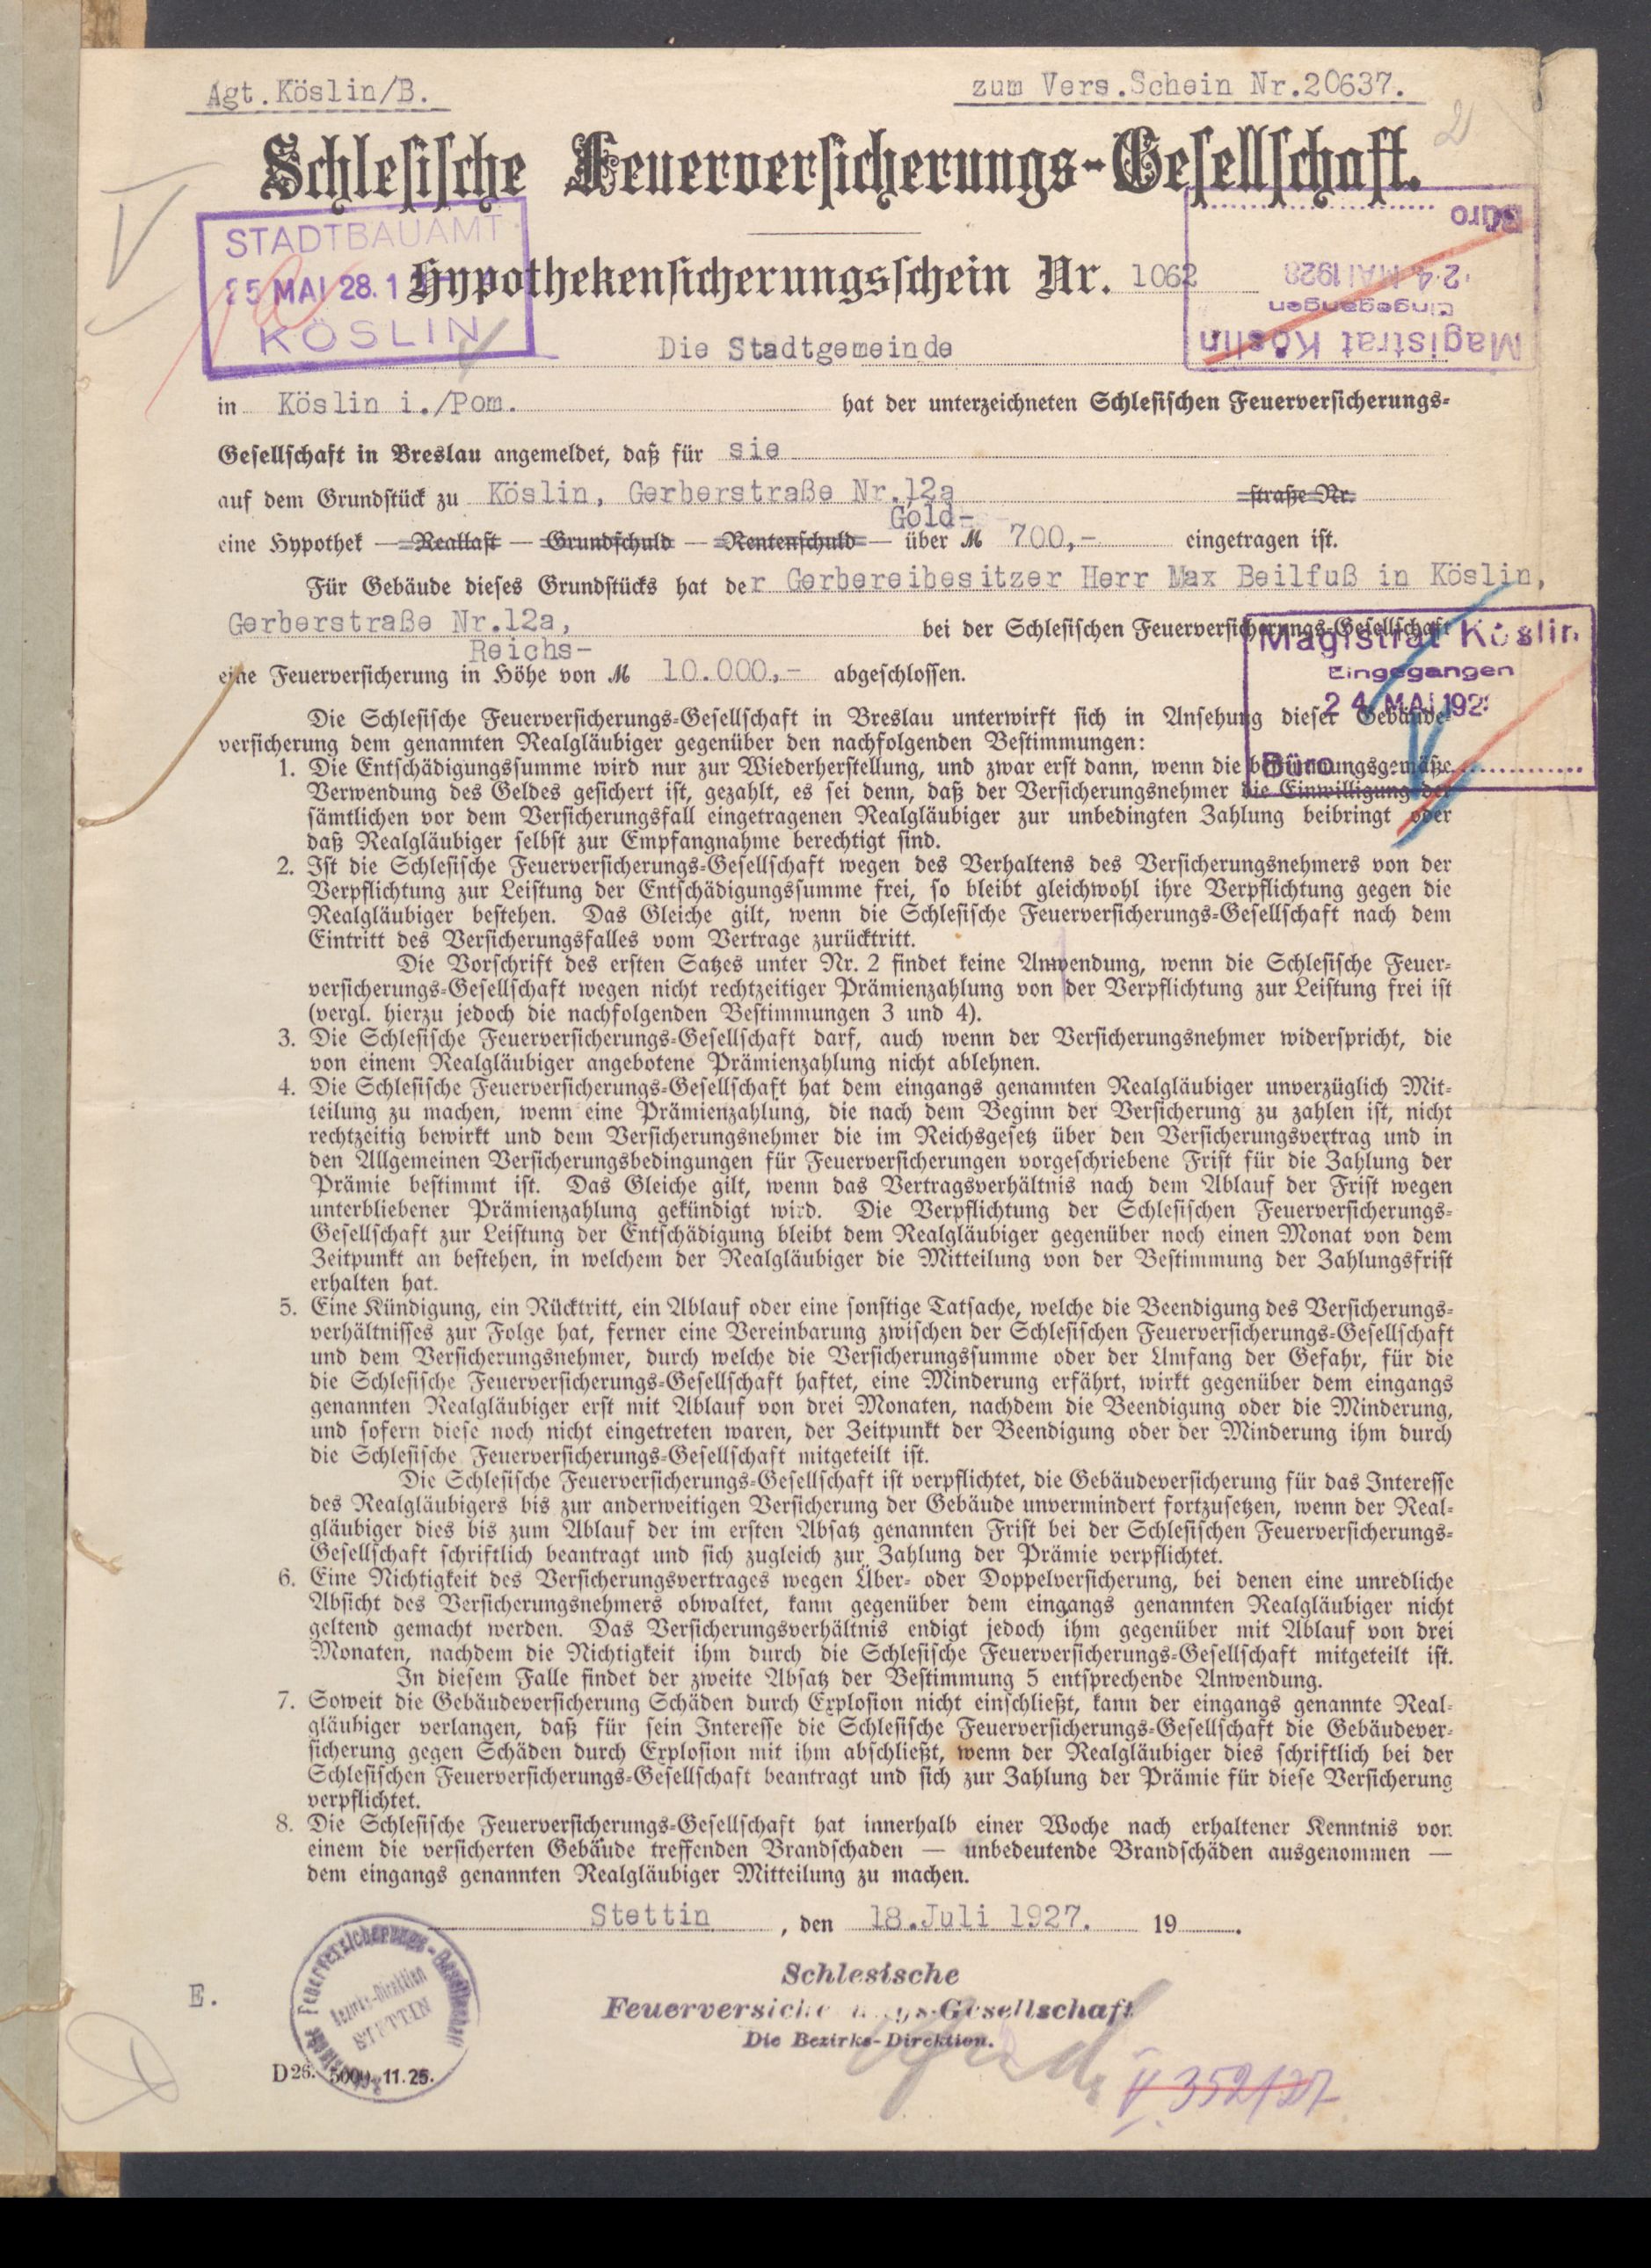 Agt.Köslin/B.
zum Vers.Schein Nr.20637.
2
Schlesische Feuerversicherungs-Gesellschaft.
STADTBAUAMT
25 MAI 28.1
KÖSLIN
Magistrat Köslin
Eingegangen
24 MAI 1928
Büro
Hypothekensicherungsschein Nr. 1062
Die Stadtgemeinde
in Köslin i./Pom. hat der unterzeichneten Schlesischen Feuerversicherungs-
Gesellschaft in Breslau angemeldet, daß für sie
auf dem Grundstück zu Köslin, Gerberstraße Nr.12a straße Nr.
Gold-
eine Hypothek — Reallast — Grundschuld — Rentenschuld — über M 700,- eingetragen ist.
Für Gebäude dieses Grundstücks hat der Gerbereibesitzer Herr Max Beilfuß in Köslin,
Gerberstraße Nr.12a, bei der Schlesischen Feuerversicherungs-Gesellschaft
Reichs-
eine Feuerversicherung in Höhe von M 10.000,- abgeschlossen.
Magistrat Köslin
Eingegangen
24 MAI 192
Büro
Die Schlesische Feuerversicherungs-Gesellschaft in Breslau unterwirft sich in Ansehung dieser Gebäude-
versicherung dem genannten Realgläubiger gegenüber den nachfolgenden Bestimmungen:
1. Die Entschädigungssumme wird nur zur Wiederherstellung, und zwar erst dann, wenn die bestimmungsgemäße
Verwendung des Geldes gesichert ist, gezahlt, es sei denn, daß der Versicherungsnehmer die Einwilligung der
sämtlichen vor dem Versicherungsfall eingetragenen Realgläubiger zur unbedingten Zahlung beibringt oder
daß Realgläubiger selbst zur Empfangnahme berechtigt sind.
2. Ist die Schlesische Feuerversicherungs-Gesellschaft wegen des Verhaltens des Versicherungsnehmers von der
Verpflichtung zur Leistung der Entschädigungssumme frei, so bleibt gleichwohl ihre Verpflichtung gegen die
Realgläubiger bestehen. Das Gleiche gilt, wenn die Schlesische Feuerversicherungs-Gesellschaft nach dem
Eintritt des Versicherungsfalles vom Vertrage zurücktritt.
Die Vorschrift des ersten Satzes unter Nr. 2 findet keine Anwendung, wenn die Schlesische Feuer-
versicherungs-Gesellschaft wegen nicht rechtzeitiger Prämienzahlung von der Verpflichtung zur Leistung frei ist
(vergl. hierzu jedoch die nachfolgenden Bestimmungen 3 und 4).
3. Die Schlesische Feuerversicherungs-Gesellschaft darf, auch wenn der Versicherungsnehmer widerspricht, die
von einem Realgläubiger angebotene Prämienzahlung nicht ablehnen.
4. Die Schlesische Feuerversicherungs-Gesellschaft hat dem eingangs genannten Realgläubiger unverzüglich Mit-
teilung zu machen, wenn eine Prämienzahlung, die nach dem Beginn der Versicherung zu zahlen ist, nicht
rechtzeitig bewirkt und dem Versicherungsnehmer die im Reichsgesetz über den Versicherungsvertrag und in
den Allgemeinen Versicherungsbedingungen für Feuerversicherungen vorgeschriebene Frist für die Zahlung der
Prämie bestimmt ist. Das Gleiche gilt, wenn das Vertragsverhältnis nach dem Ablauf der Frist wegen
unterbliebener Prämienzahlung gekündigt wird. Die Verpflichtung der Schlesischen Feuerversicherungs-
Gesellschaft zur Leistung der Entschädigung bleibt dem Realgläubiger gegenüber noch einen Monat von dem
Zeitpunkt an bestehen, in welchem der Realgläubiger die Mitteilung von der Bestimmung der Zahlungsfrist
erhalten hat.
5. Eine Kündigung, ein Rücktritt, ein Ablauf oder eine sonstige Tatsache, welche die Beendigung des Versicherungs-
verhältnisses zur Folge hat, ferner eine Vereinbarung zwischen der Schlesischen Feuerversicherungs-Gesellschaft
und dem Versicherungsnehmer, durch welche die Versicherungssumme oder der Umfang der Gefahr, für die
die Schlesische Feuerversicherungs-Gesellschaft haftet, eine Minderung erfährt, wirkt gegenüber dem eingangs
genannten Realgläubiger erst mit Ablauf von drei Monaten, nachdem die Beendigung oder die Minderung,
und sofern diese noch nicht eingetreten waren, der Zeitpunkt der Beendigung oder der Minderung ihm durch
die Schlesische Feuerversicherungs-Gesellschaft mitgeteilt ist.
Die Schlesische Feuerversicherungs-Gesellschaft ist verpflichtet, die Gebäudeversicherung für das Interesse
des Realgläubigers bis zur anderweitigen Versicherung der Gebäude unvermindert fortzusetzen, wenn der Real-
gläubiger dies bis zum Ablauf der im ersten Absatz genannten Frist bei der Schlesischen Feuerversicherungs-
Gesellschaft schriftlich beantragt und sich zugleich zur Zahlung der Prämie verpflichtet.
6. Eine Nichtigkeit des Versicherungsvertrages wegen Über- oder Doppelversicherung, bei denen eine unredliche
Absicht des Versicherungsnehmers obwaltet, kann gegenüber dem eingangs genannten Realgläubiger nicht
geltend gemacht werden. Das Versicherungsverhältnis endigt jedoch ihm gegenüber mit Ablauf von drei
Monaten, nachdem die Nichtigkeit ihm durch die Schlesische Feuerversicherungs-Gesellschaft mitgeteilt ist.
In diesem Falle findet der zweite Absatz der Bestimmung 5 entsprechende Anwendung.
7. Soweit die Gebäudeversicherung Schäden durch Explosion nicht einschließt, kann der eingangs genannte Real-
gläubiger verlangen, daß für sein Interesse die Schlesische Feuerversicherungs-Gesellschaft die Gebäudever-
sicherung gegen Schäden durch Explosion mit ihm abschließt, wenn der Realgläubiger dies schriftlich bei der
Schlesischen Feuerversicherungs-Gesellschaft beantragt und sich zur Zahlung der Prämie für diese Versicherung
verpflichtet.
8. Die Schlesische Feuerversicherungs-Gesellschaft hat innerhalb einer Woche nach erhaltener Kenntnis von
einem die versicherten Gebäude treffenden Brandschaden — unbedeutende Brandschäden ausgenommen —
dem eingangs genannten Realgläubiger Mitteilung zu machen.
Stettin, den 18.Juli 1927. 19 .
Schlesische
Feuerversicherungs-Gesellschaft
Die Bezirks-Direktion.
E.
Feuerversicherungs-Gesellschaft
Bezirks-Direktion
STETTIN
D 26. 5000. 11. 25.
V 352/27